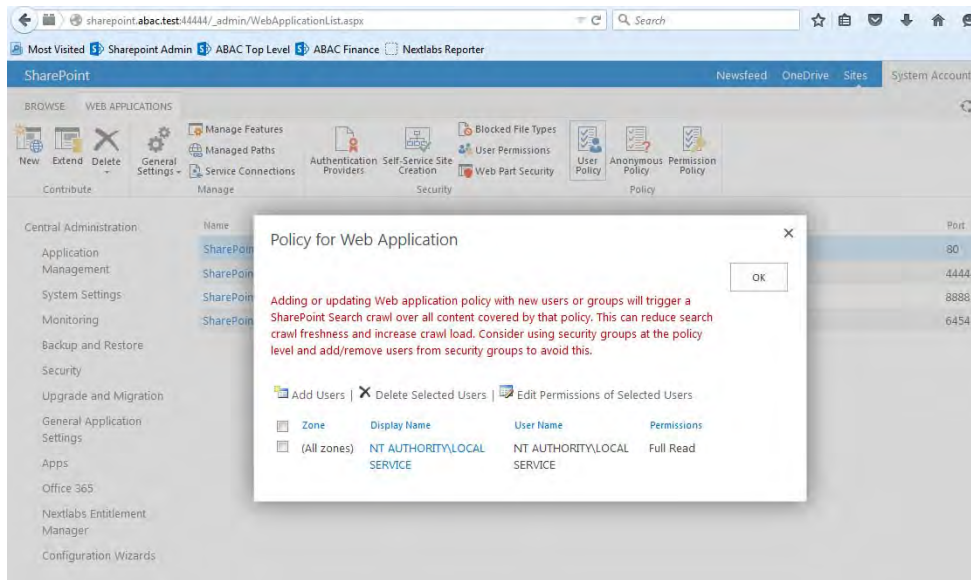 sharepoint.abac.test:44444/_admin/WebApplicationList.aspx
Search
Most Visited Sharepoint Admin ABAC Top Level ABAC Finance Nextlabs Reporter
SharePoint Newsfeed OneDrive Sites System Account
BROWSE WEB APPLICATIONS
New Extend Delete
General Settings
Manage Features
Managed Paths
Service Connections
Authentication Providers
Self-Service Site Creation
Blocked File Types
User Permissions
Web Part Security
User Policy
Anonymous Policy
Permission Policy
Contribute Manage Security Policy
Central Administration
Application
Management
System Settings
Monitoring
Backup and Restore
Security
Upgrade and Migration
General Application
Settings
Apps
Office 365
Nextlabs Entitlement
Manager
Configuration Wizards
Name Port
SharePoin 80
SharePoin 4444
SharePoin 8888
SharePoin 6454
Policy for Web Application
OK
Adding or updating Web application policy with new users or groups will trigger a
SharePoint Search crawl over all content covered by that policy. This can reduce search
crawl freshness and increase crawl load. Consider using security groups at the policy
level and add/remove users from security groups to avoid this.
Add Users | Delete Selected Users | Edit Permissions of Selected Users
Zone Display Name User Name Permissions
(All zones) NT AUTHORITY\LOCAL NT AUTHORITY\LOCAL Full Read
SERVICE SERVICE